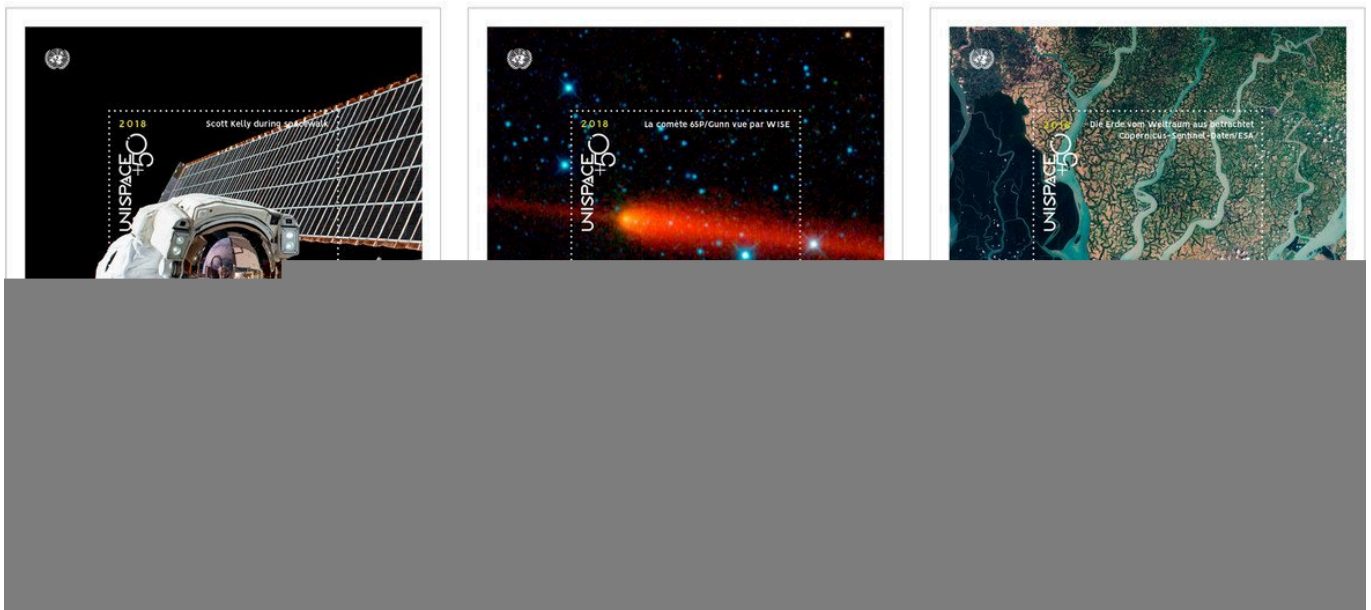 2018
Scott Kelly during spacewalk
UNISPACE
+50
2018
La comète 65P/Gunn vue par WISE
UNISPACE
+50
2018
Die Erde vom Weltraum aus betrachtet
Copernicus-Sentinel-Daten/ESA
UNISPACE
+50